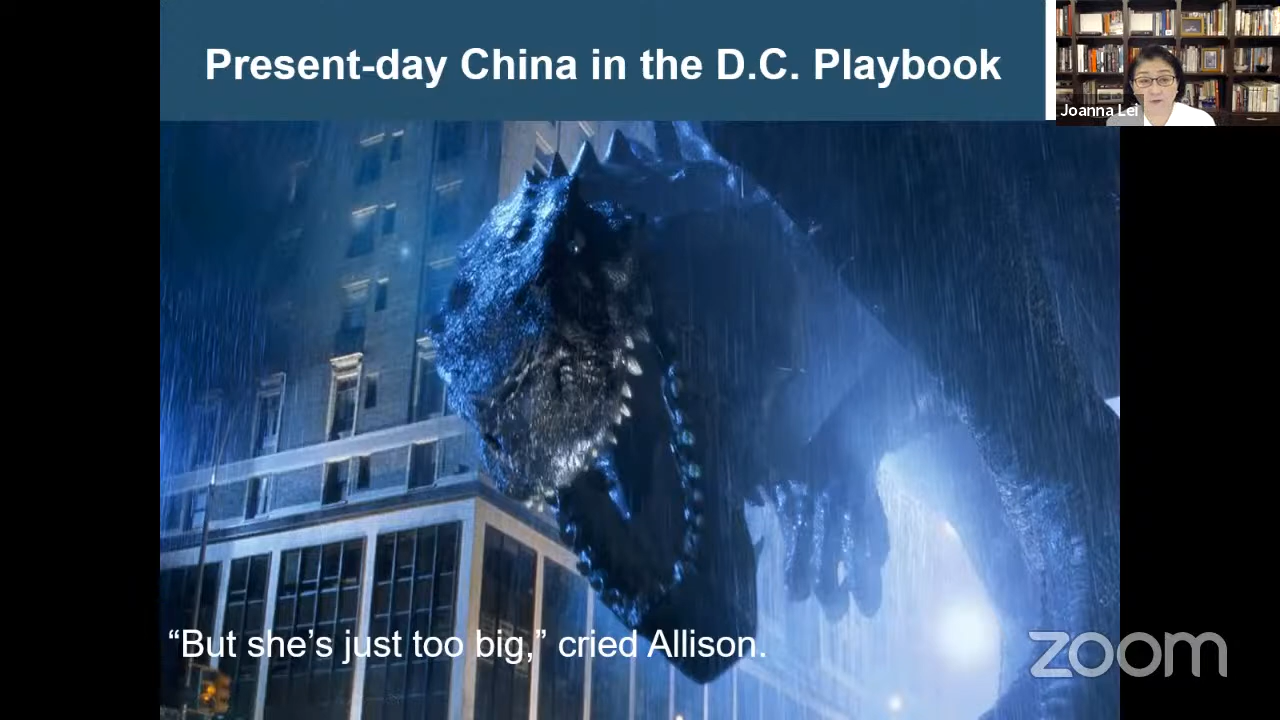 Present-day China in the D.C. Playbook
Joanna Lei
“But she’s just too big,” cried Allison.
zoom